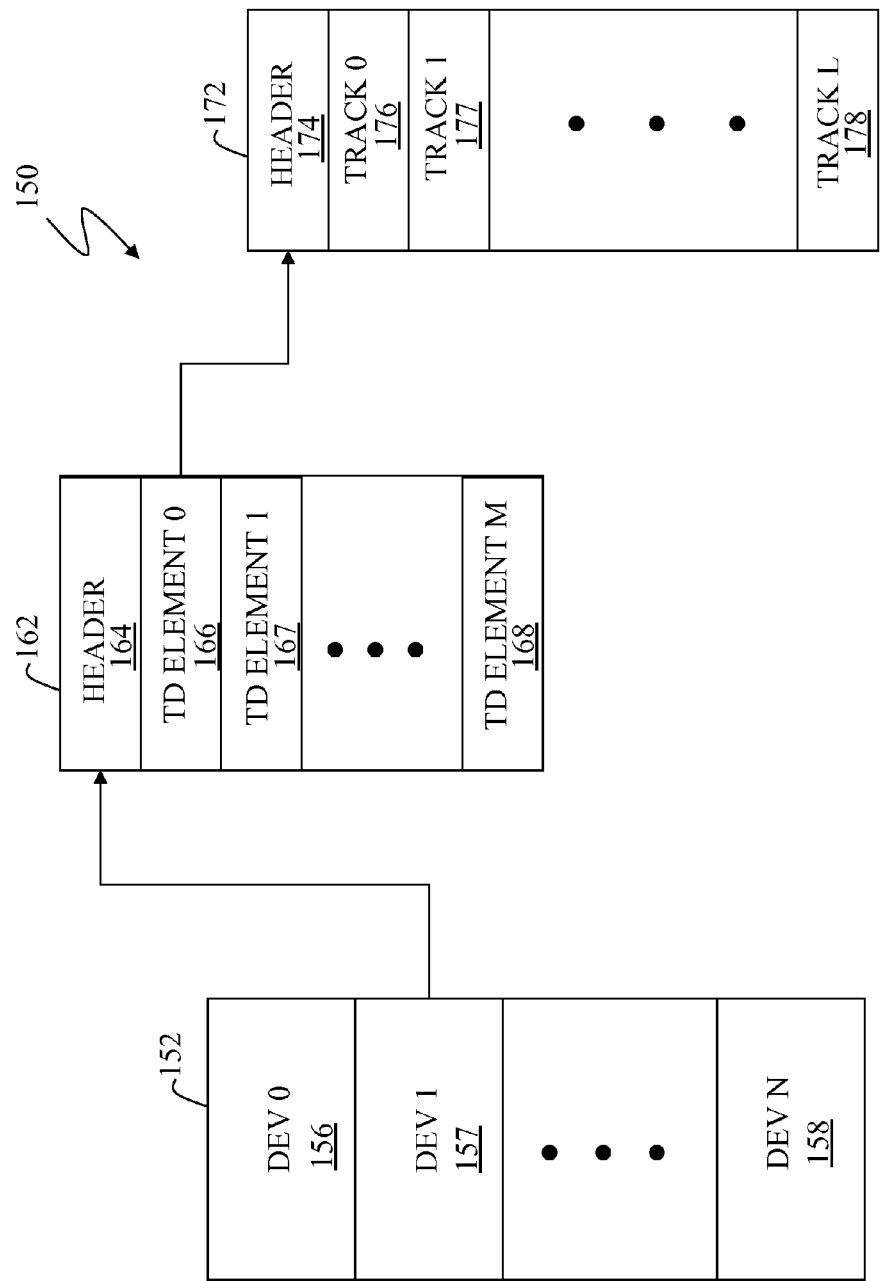 150
152
DEV 0
156
DEV 1
157
DEV N
158
162
HEADER
164
TD ELEMENT 0
166
TD ELEMENT 1
167
TD ELEMENT M
168
172
HEADER
174
TRACK 0
176
TRACK 1
177
TRACK L
178